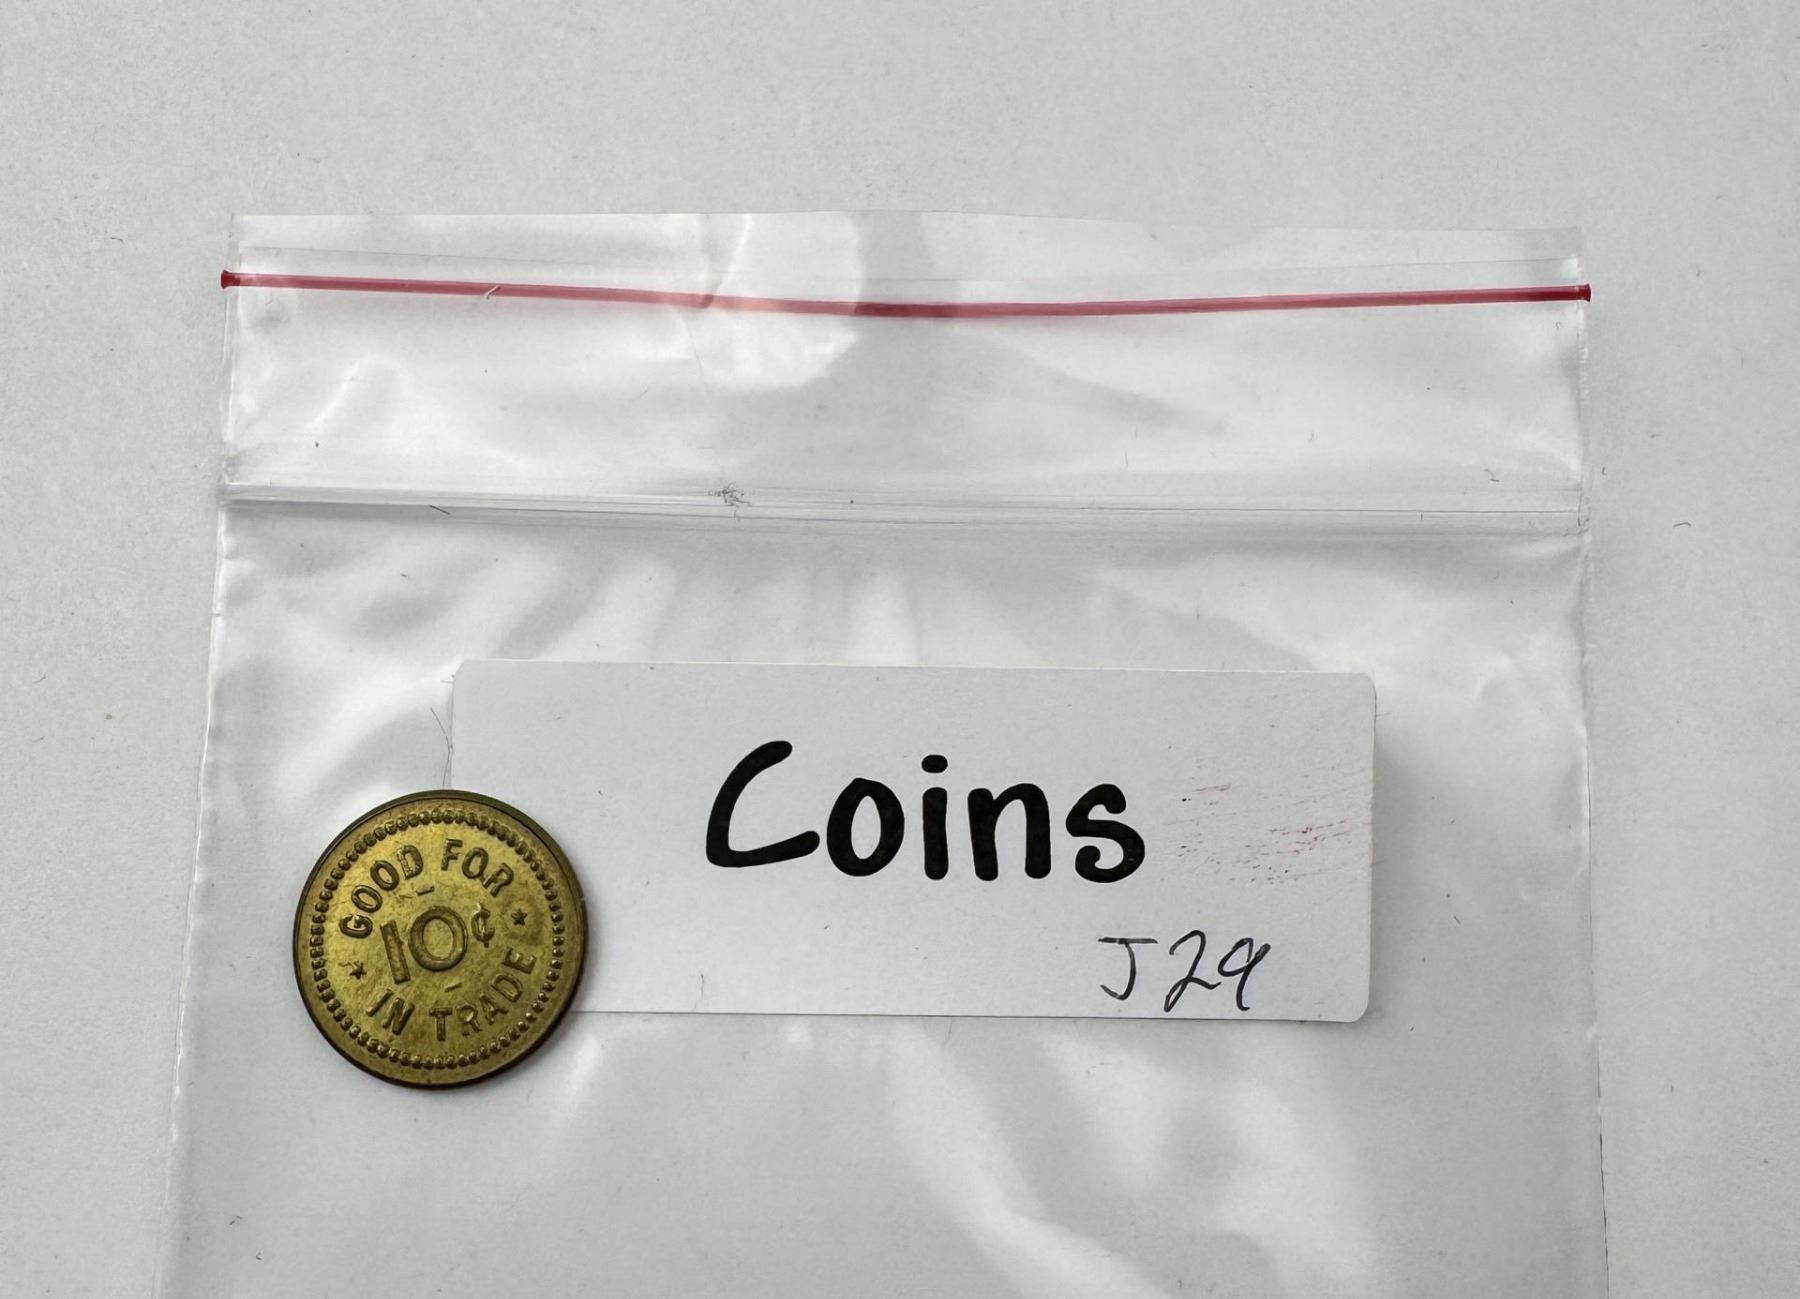 Coins
J29
GOOD FOR
10¢
IN TRADE